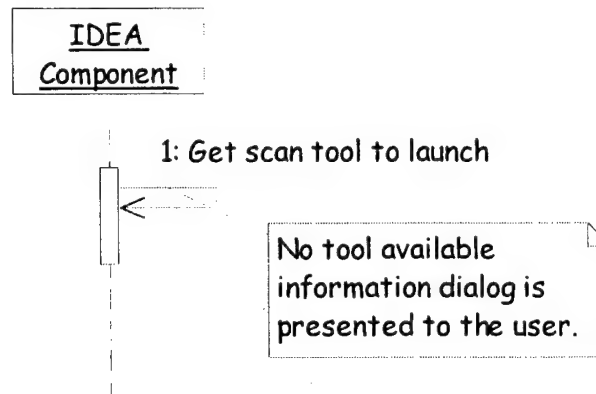 IDEA
Component
1: Get scan tool to launch
No tool available
information dialog is
presented to the user.